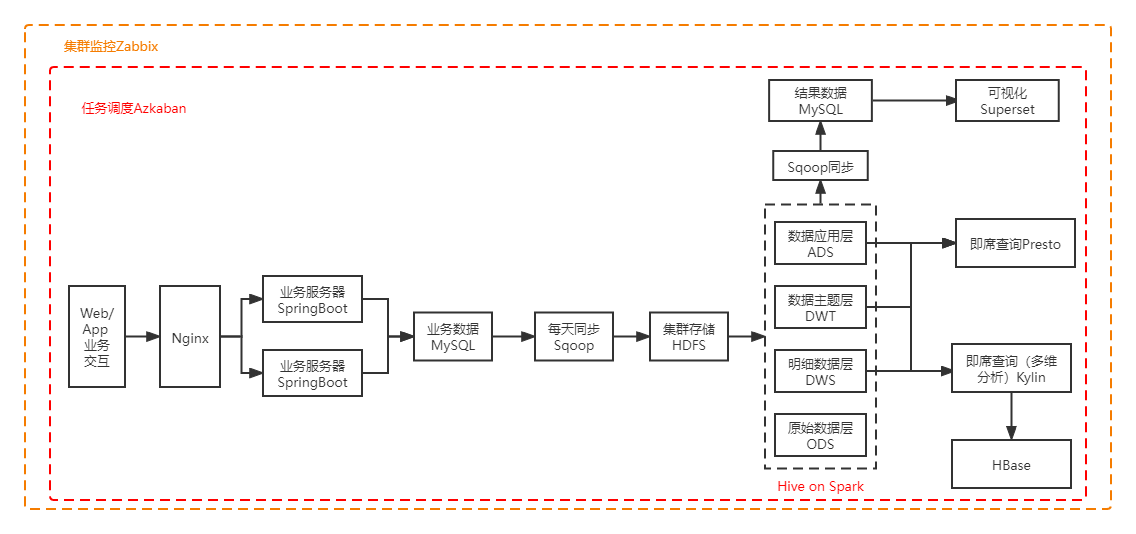 集群监控Zabbix
任务调度Azkaban
结果数据
MySQL
可视化
Superset
Sqoop同步
数据应用层
ADS
即席查询Presto
Web/
App
业务
交互
Nginx
业务服务器
SpringBoot
业务服务器
SpringBoot
业务数据
MySQL
每天同步
Sqoop
集群存储
HDFS
数据主题层
DWT
明细数据层
DWS
即席查询（多维
分析）Kylin
原始数据层
ODS
HBase
Hive on Spark